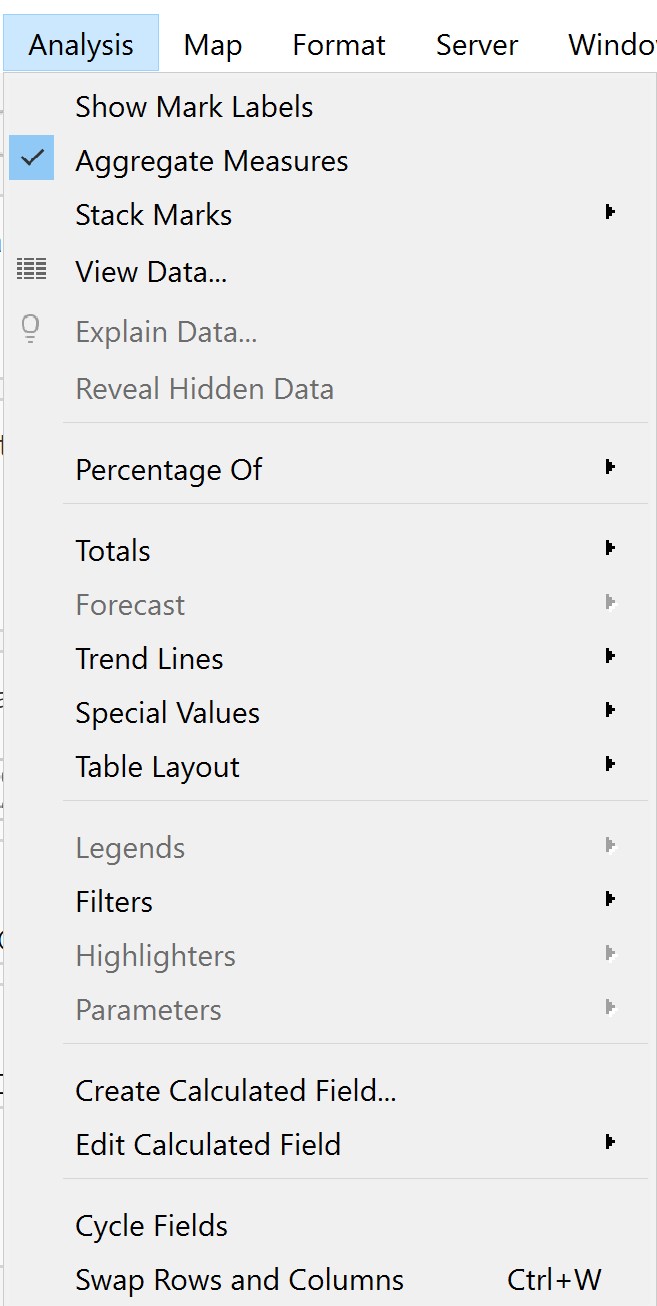 Analysis Map Format Server
Show Mark Labels
Aggregate Measures
Stack Marks
View Data...
Explain Data...
Reveal Hidden Data
Percentage Of
Totals
Forecast
Trend Lines
Special Values
Table Layout
Legends
Filters
Highlighters
Parameters
Create Calculated Field...
Edit Calculated Field
Cycle Fields
Swap Rows and Columns Ctrl+W